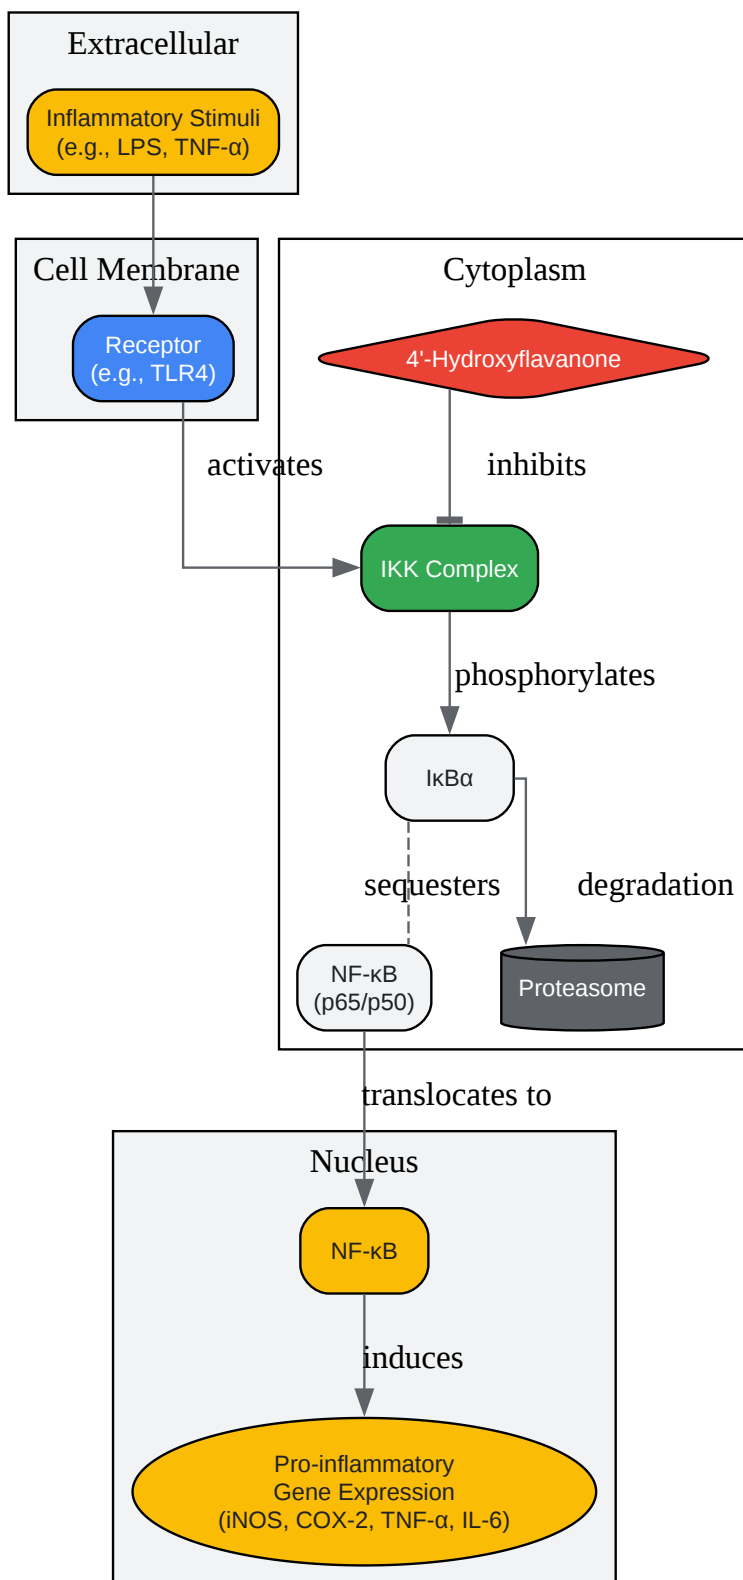 Extracellular
Inflammatory Stimuli
(e.g., LPS, TNF-α)
Cell Membrane
Receptor
(e.g., TLR4)
Cytoplasm
4'-Hydroxyflavanone
activates
inhibits
IKK Complex
phosphorylates
IκBα
sequesters
degradation
NF-κB
(p65/p50)
Proteasome
translocates to
Nucleus
NF-κB
induces
Pro-inflammatory
Gene Expression
(iNOS, COX-2, TNF-α, IL-6)